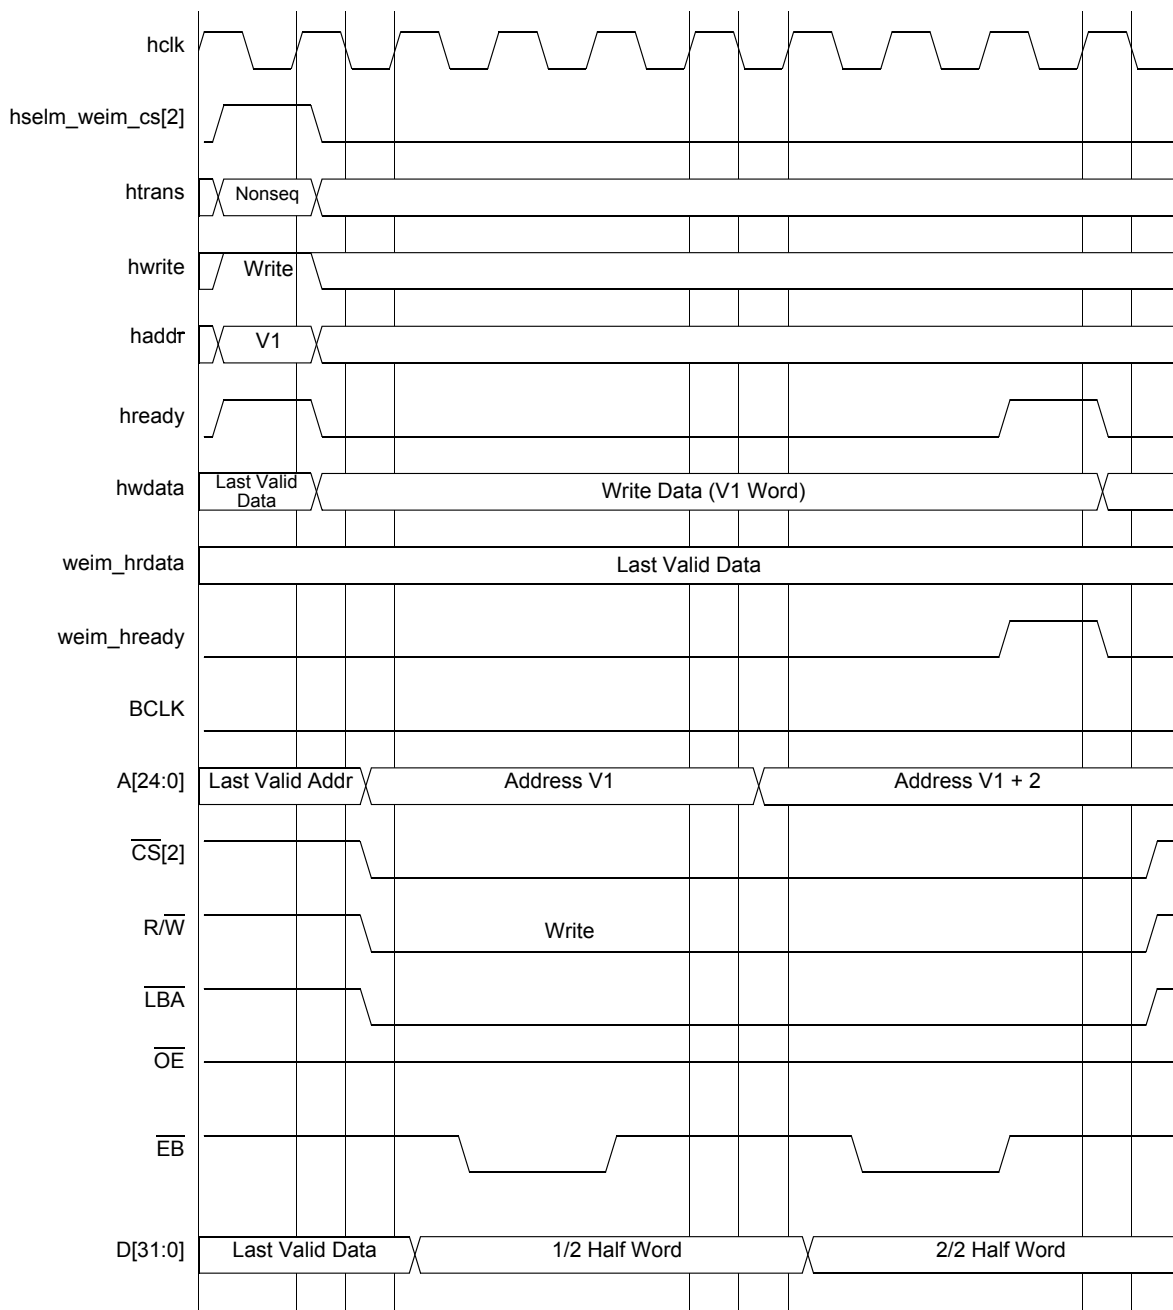 hclk
hselm_weim_cs[2]
htrans Nonseq
hwrite Write
haddr V1
hready
hwdata Last Valid Data Write Data (V1 Word)
weim_hrdata Last Valid Data
weim_hready
BCLK
A[24:0] Last Valid Addr Address V1 Address V1 + 2
CS[2]
R/W Write
LBA
OE
EB
D[31:0] Last Valid Data 1/2 Half Word 2/2 Half Word